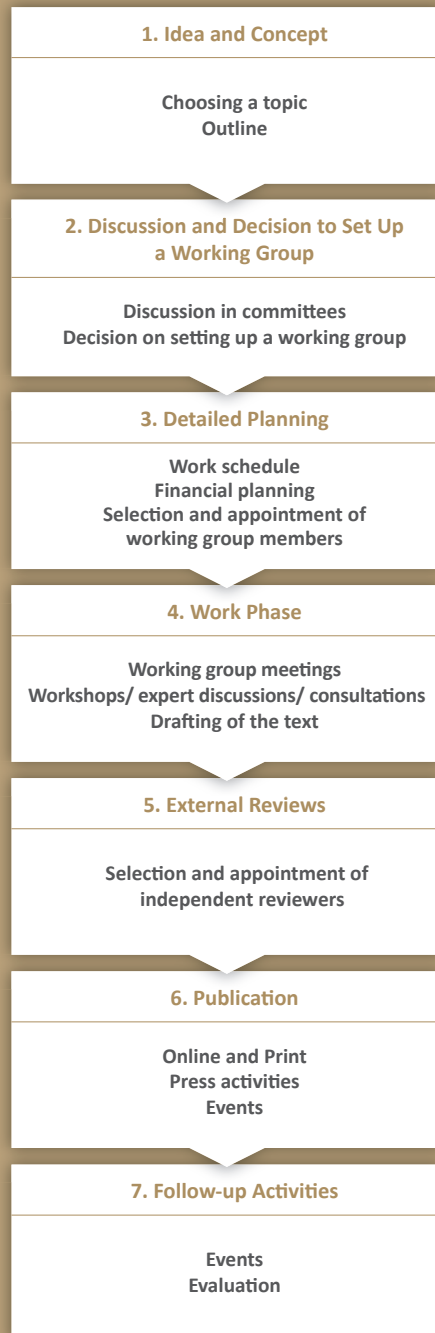 1. Idea and Concept
Choosing a topic
Outline
2. Discussion and Decision to Set Up
a Working Group
Discussion in committees
Decision on setting up a working group
3. Detailed Planning
Work schedule
Financial planning
Selection and appointment of
working group members
4. Work Phase
Working group meetings
Workshops/ expert discussions/ consultations
Drafting of the text
5. External Reviews
Selection and appointment of
independent reviewers
6. Publication
Online and Print
Press activities
Events
7. Follow-up Activities
Events
Evaluation